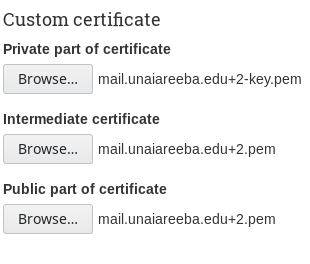 Custom certificate
Private part of certificate
Browse... mail.unaiareeba.edu+2-key.pem
Intermediate certificate
Browse... mail.unaiareeba.edu+2.pem
Public part of certificate
Browse... mail.unaiareeba.edu+2.pem